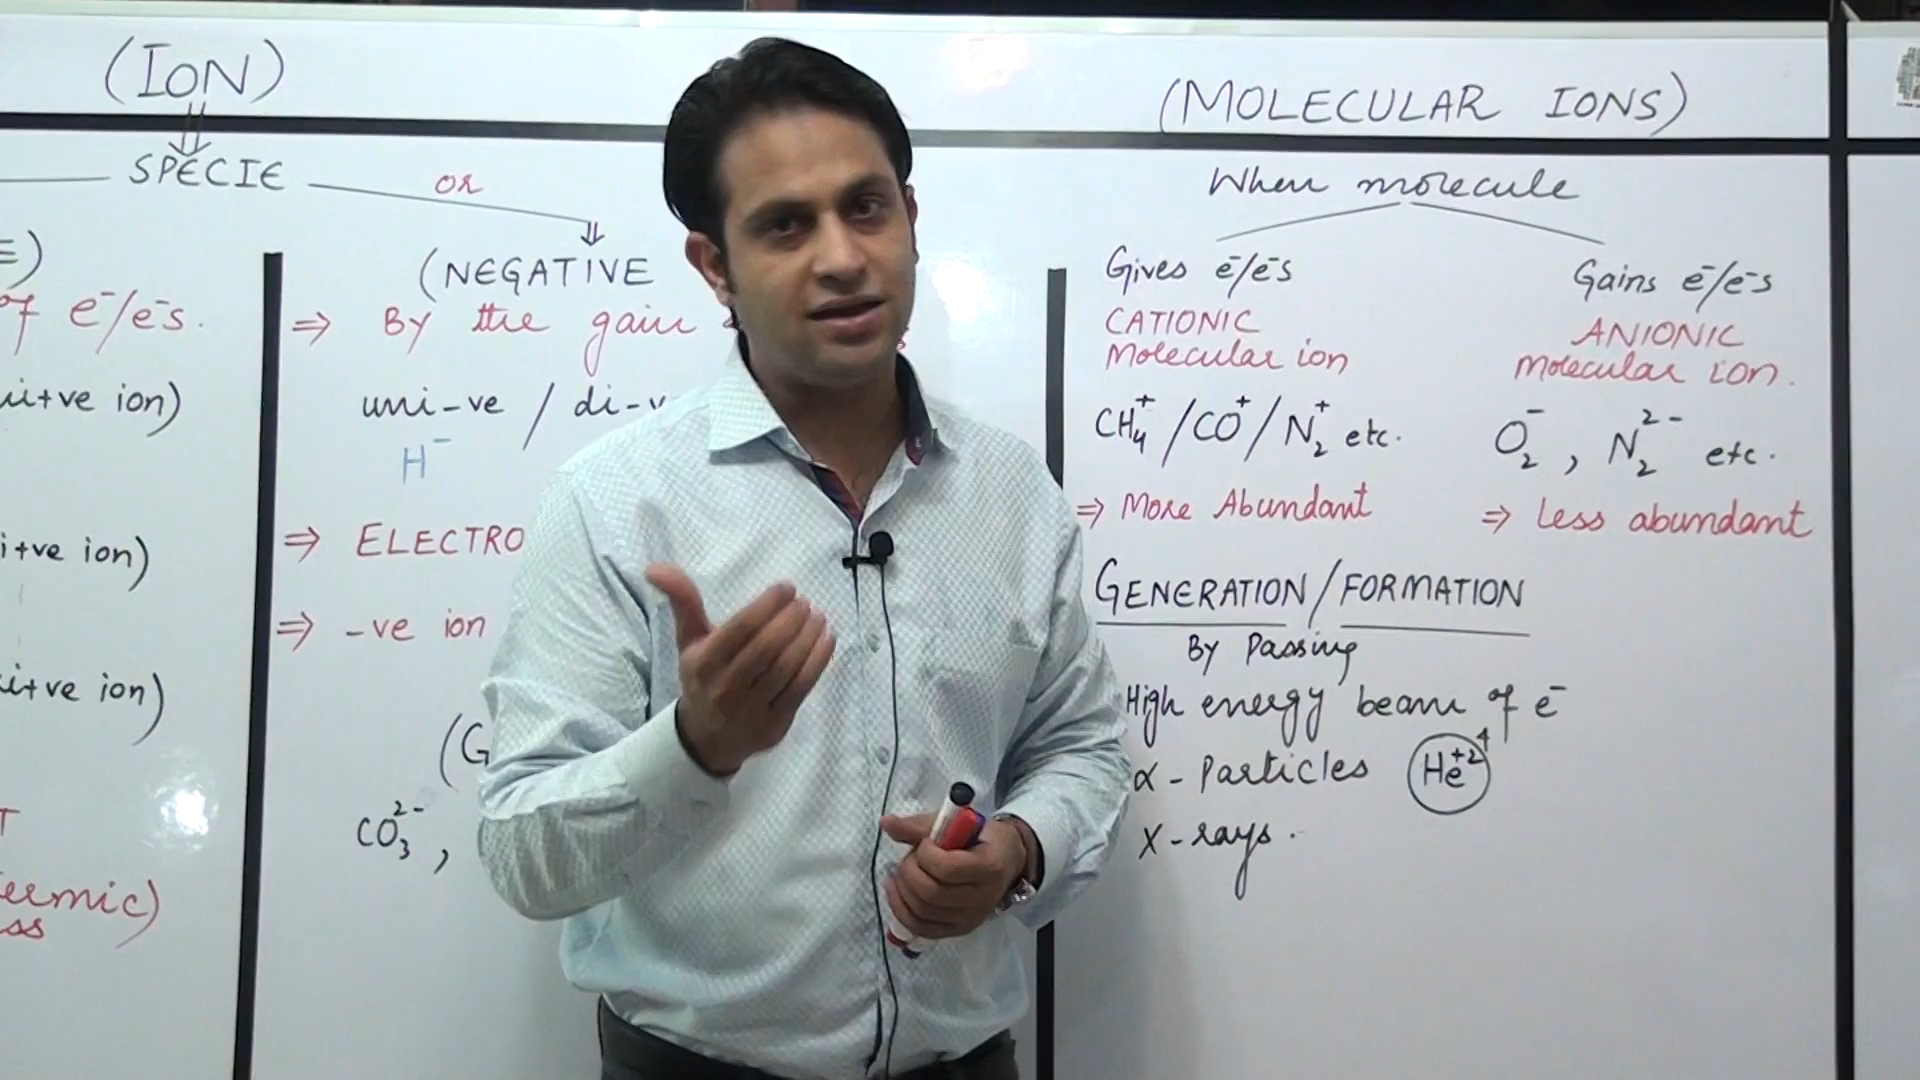 (ION)
SPECIE
or
of e⁻/e⁻s.
+ve ion)
+ve ion)
+ve ion)
(NEGATIVE
⇒ By the gain
uni-ve / di-v
H⁻
⇒ ELECTRO
⇒ -ve ion
(G
CO₃²⁻ ,
(MOLECULAR IONS)
When molecule
Gives e⁻/e⁻s
CATIONIC
Molecular ion
CH₄⁺/CO⁺/N₂⁺ etc.
⇒ More Abundant
Gains e⁻/e⁻s
ANIONIC
Molecular ion.
O₂⁻ , N₂²⁻ etc.
⇒ Less abundant
GENERATION/FORMATION
By Passing
High energy beam of e⁻
α - Particles He⁺² 4
X-rays.